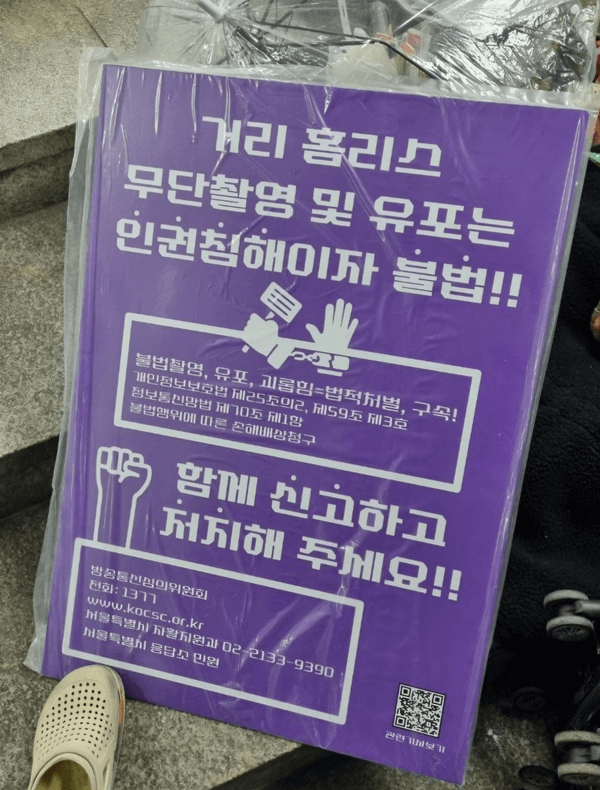 거리 홈리스
무단촬영 및 유포는
인권침해이자 불법!!
불법촬영, 유포, 괴롭힘=법적처벌, 구속!
개인정보보호법 제25조의2, 제59조 제3호
정보통신망법 제70조 제1항
불법행위에 따른 손해배상청구
함께 신고하고
저지해 주세요!!
방송통신심의위원회
전화: 1377
www.kocsc.or.kr
서울특별시 자활지원과 02-2133-9390
서울특별시 응답소 민원
관련기사보기